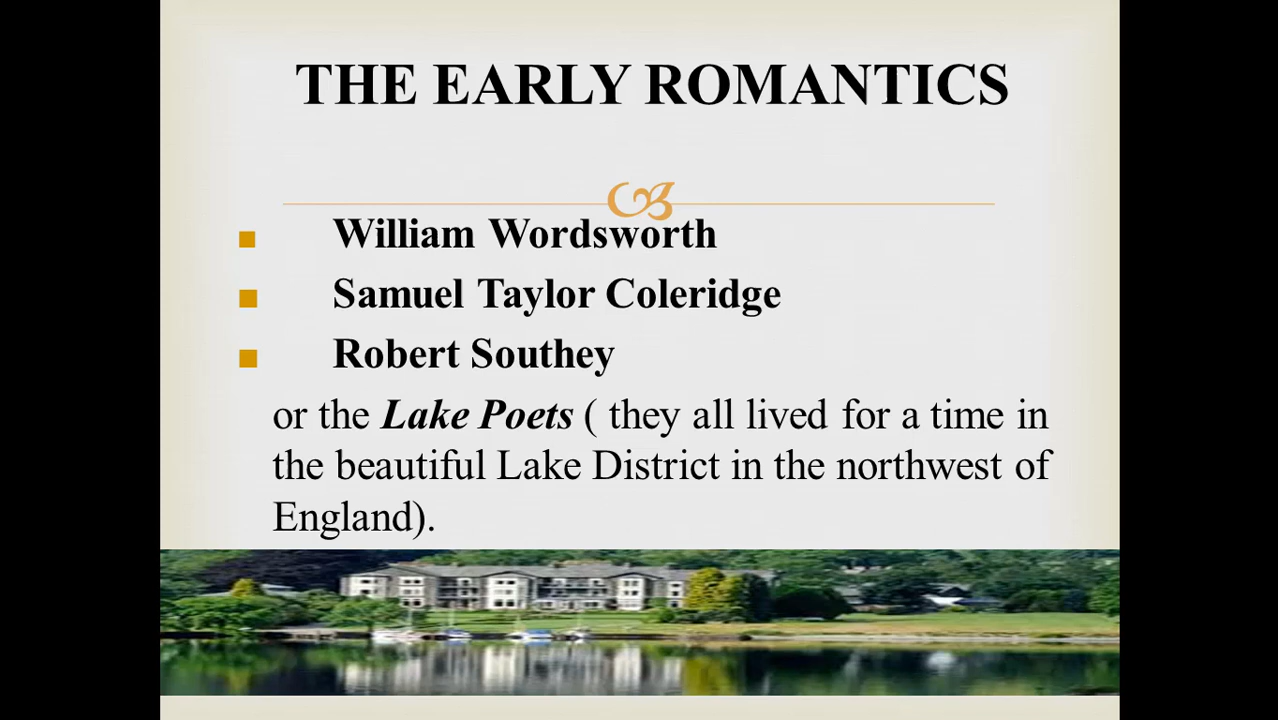 THE EARLY ROMANTICS
William Wordsworth
Samuel Taylor Coleridge
Robert Southey
or the Lake Poets ( they all lived for a time in
the beautiful Lake District in the northwest of
England).